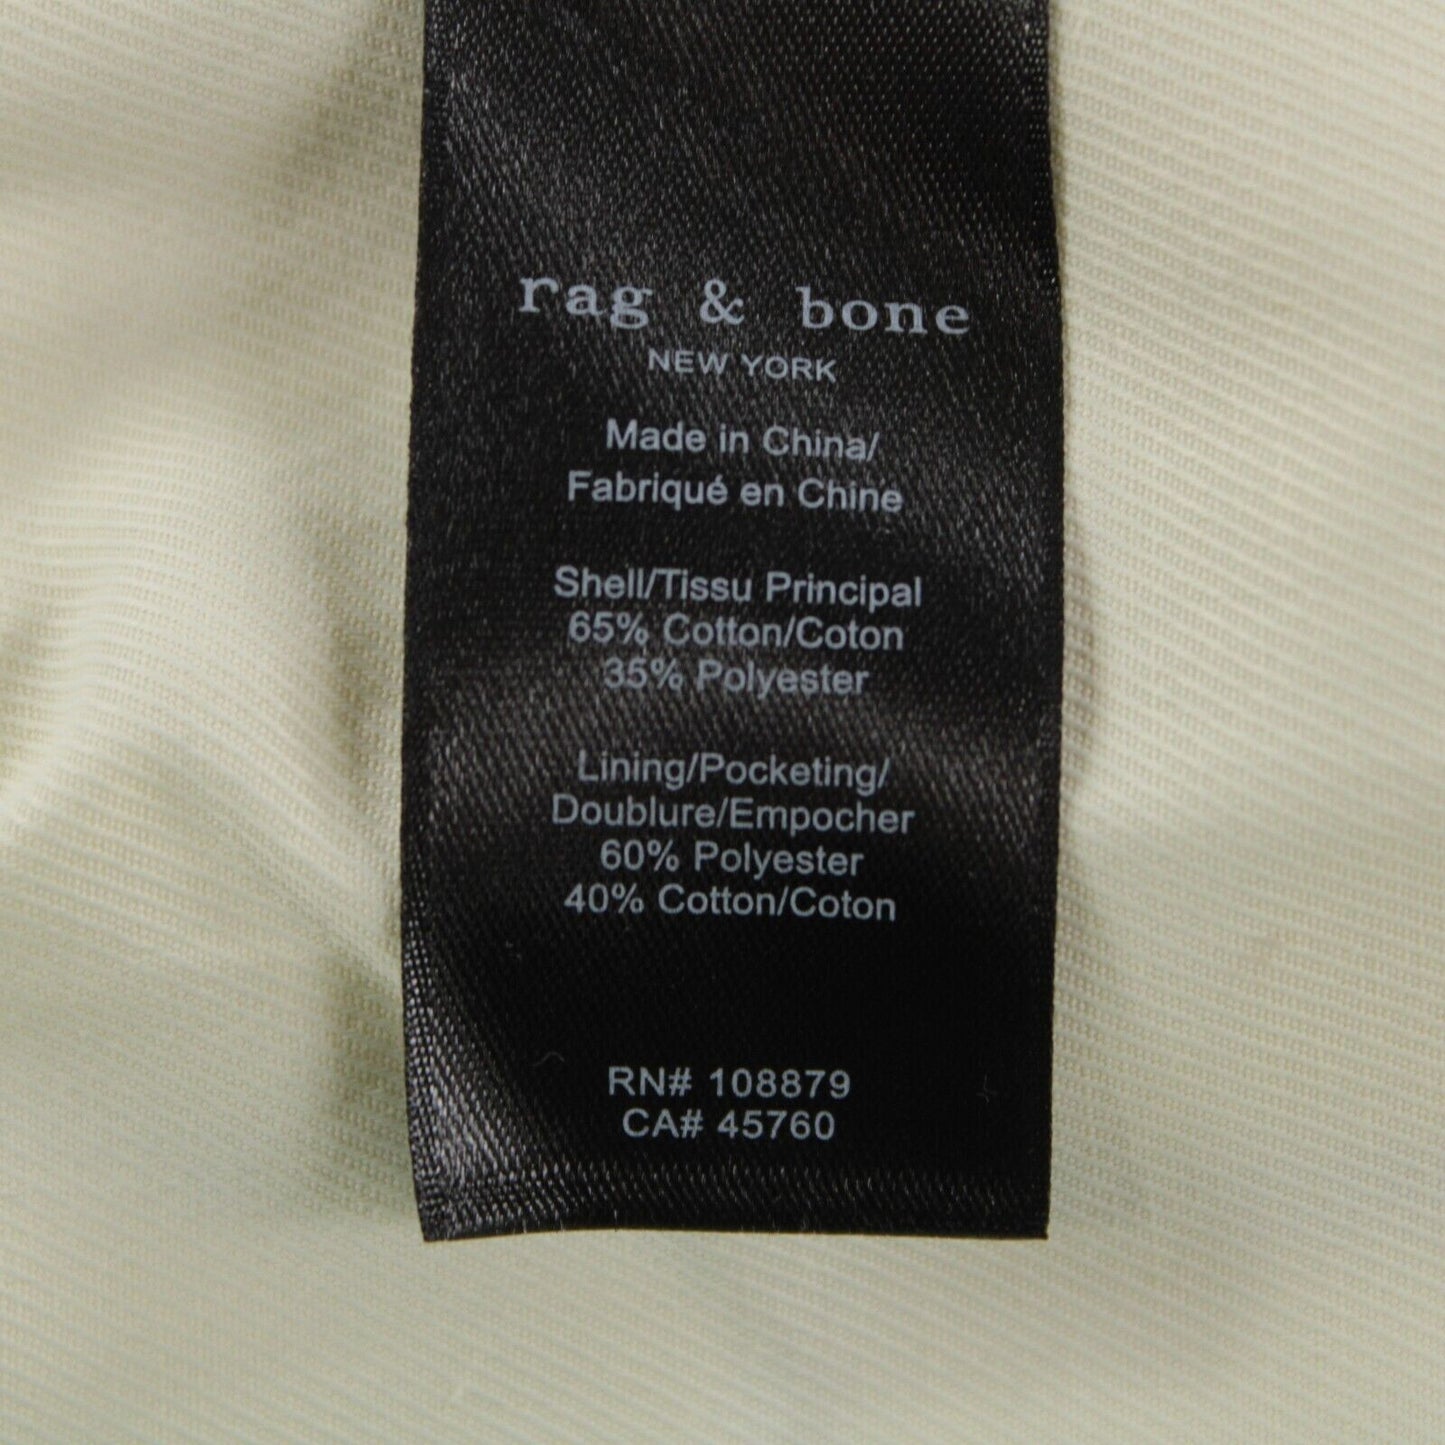 rag & bone
NEW YORK
Made in China/
Fabriqué en Chine
Shell/Tissu Principal
65% Cotton/Coton
35% Polyester
Lining/Pocketing/
Doublure/Empocher
60% Polyester
40% Cotton/Coton
RN# 108879
CA# 45760